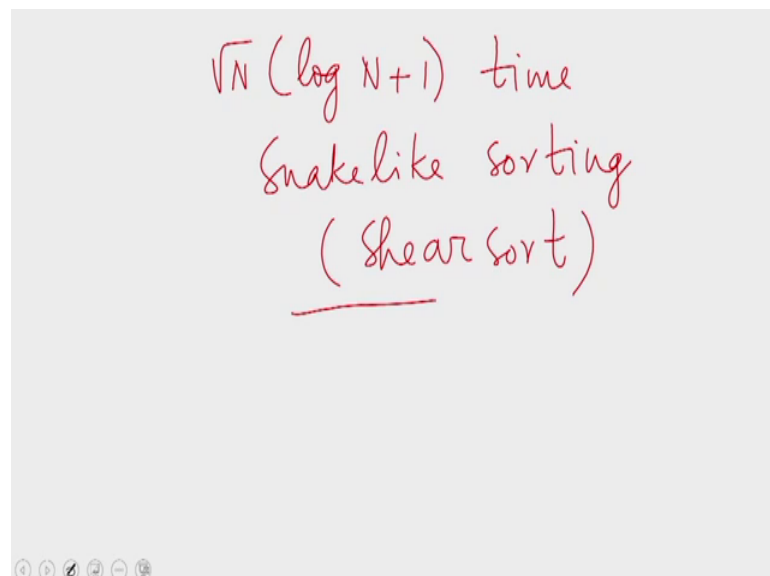 √N (log N+1) time
Snakelike sorting
(Shear sort)